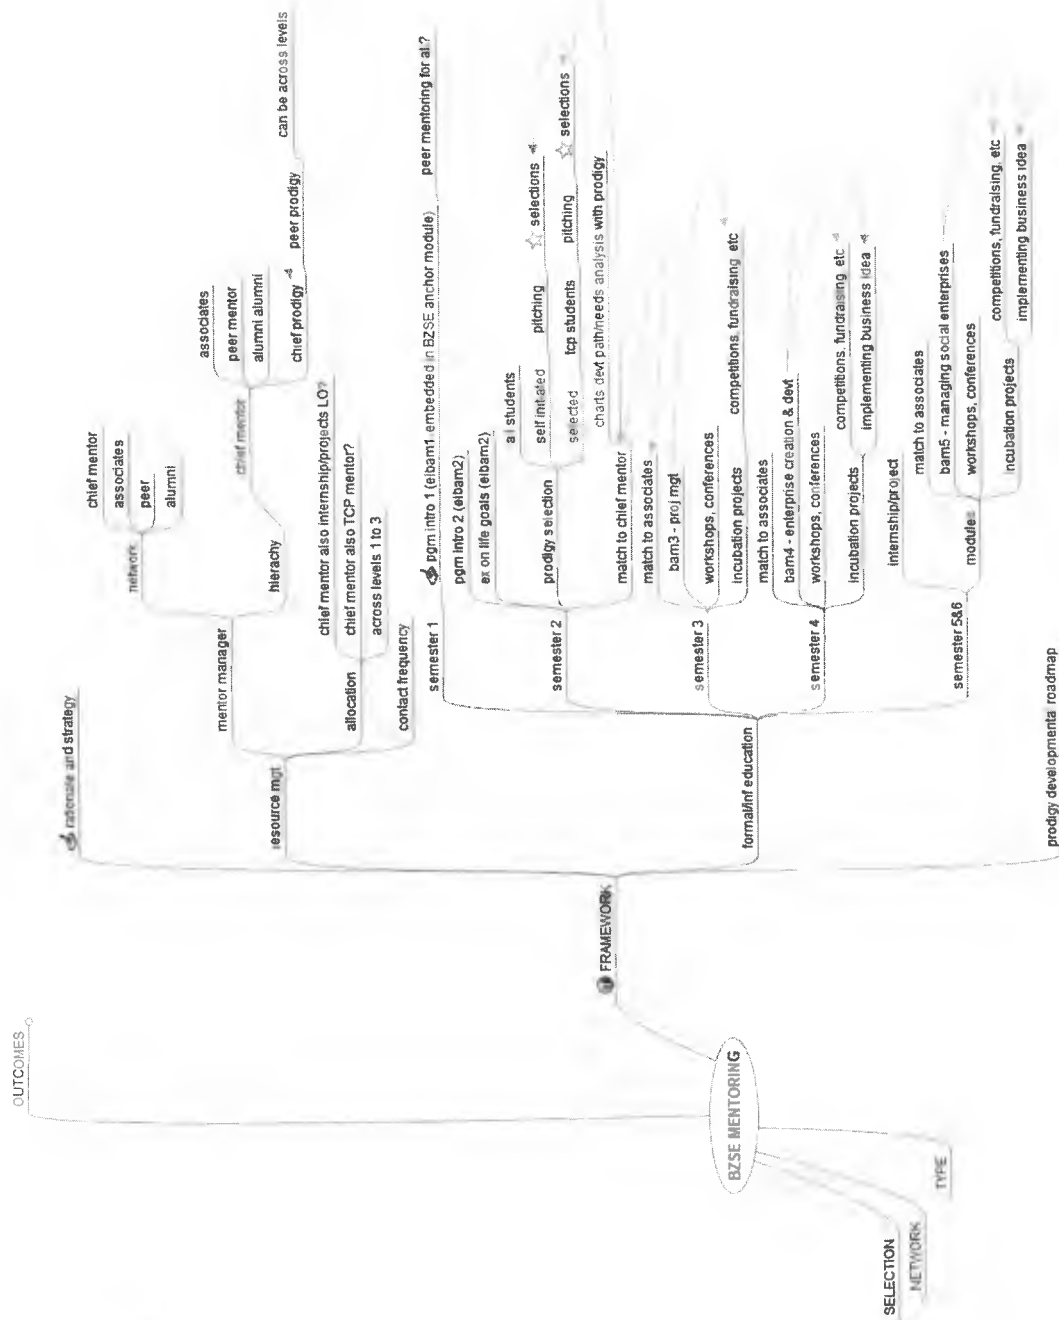 OUTCOMES
BZSE MENTORING
SELECTION
NETWORK
TYPE
FRAMEWORK
rationale and strategy
resource mgt
mentor manager
network
chief mentor
associates
peer
alumni
hierachy
chief mentor
associates
peer mentor
alumni alumni
chief prodigy
peer prodigy
can be across levels
allocation
chief mentor also internship/projects LO?
chief mentor also TCP mentor?
across levels 1 to 3
contact frequency
formal/inf education
semester 1
pgm intro 1 (elbam1, embedded in BZSE anchor module)
peer mentoring for all ?
semester 2
pgm intro 2 (elbam2)
ex on life goals (elbam2)
prodigy selection
all students
self initiated
pitching
selections
selected
tcp students
pitching
selections
match to chief mentor
charts devt path/needs analysis with prodigy
semester 3
match to associates
bam3 - proj mgt
workshops, conferences
incubation projects
competitions, fundraising etc
semester 4
match to associates
bam4 - enterprise creation & devt
workshops, conferences
incubation projects
competitions, fundraising etc
implementing business idea
semester 5&6
internship/project
modules
match to associates
bam5 - managing social enterprises
workshops, conferences
incubation projects
competitions, fundraising, etc
implementing business idea
prodigy developmental roadmap